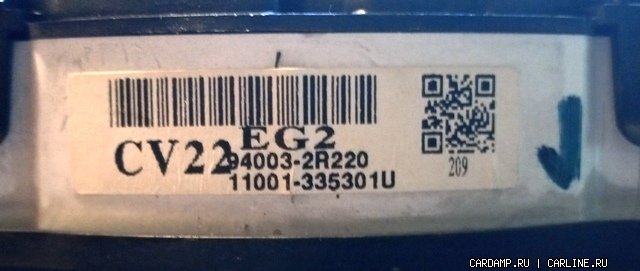 EG2
CV22 94003-2R220
11001-335301U
209
CARDAMP.RU | CARLINE.RU